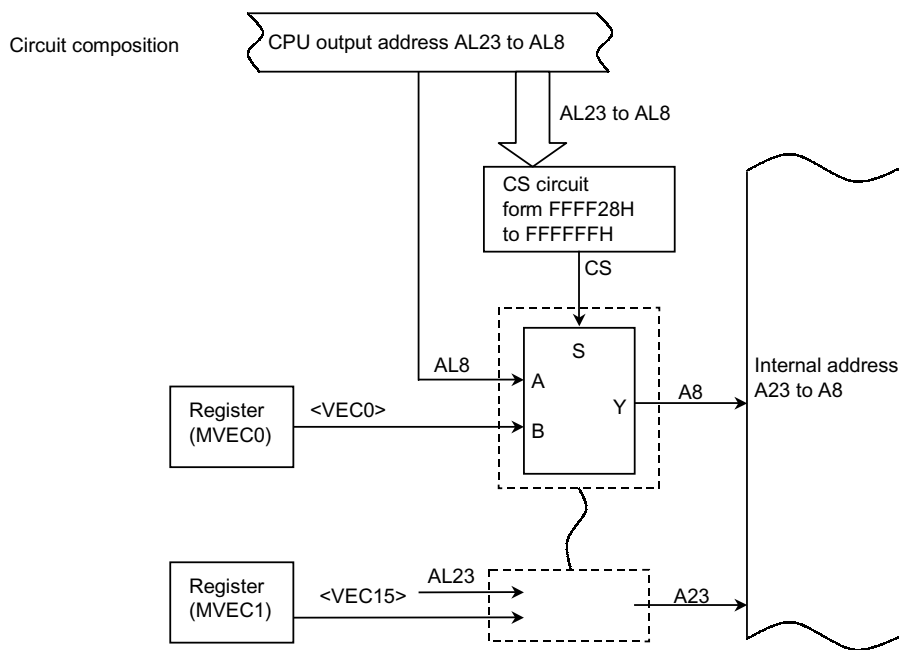 Circuit composition
CPU output address AL23 to AL8
AL23 to AL8
CS circuit
form FFFF28H
to FFFFFFH
CS
S
AL8
A
Internal address
A23 to A8
Register
(MVEC0)
<VEC0>
B
Y
A8
Register
(MVEC1)
<VEC15>
AL23
A23